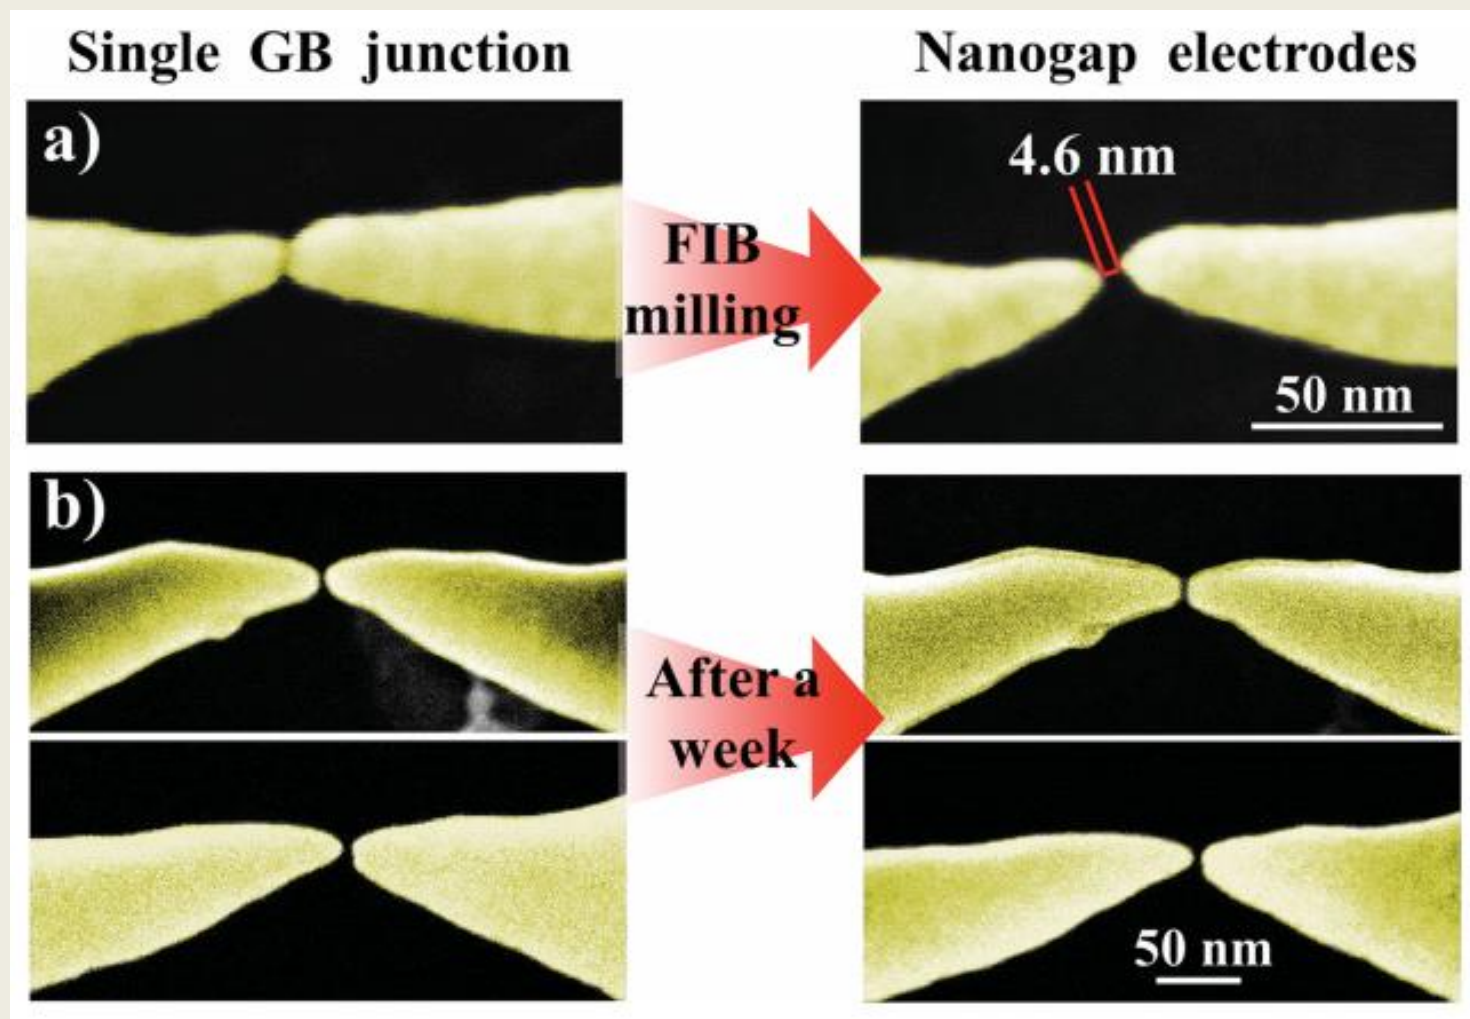 Single GB junction
Nanogap electrodes
a)
4.6 nm
FIB
milling
50 nm
b)
After a
week
50 nm